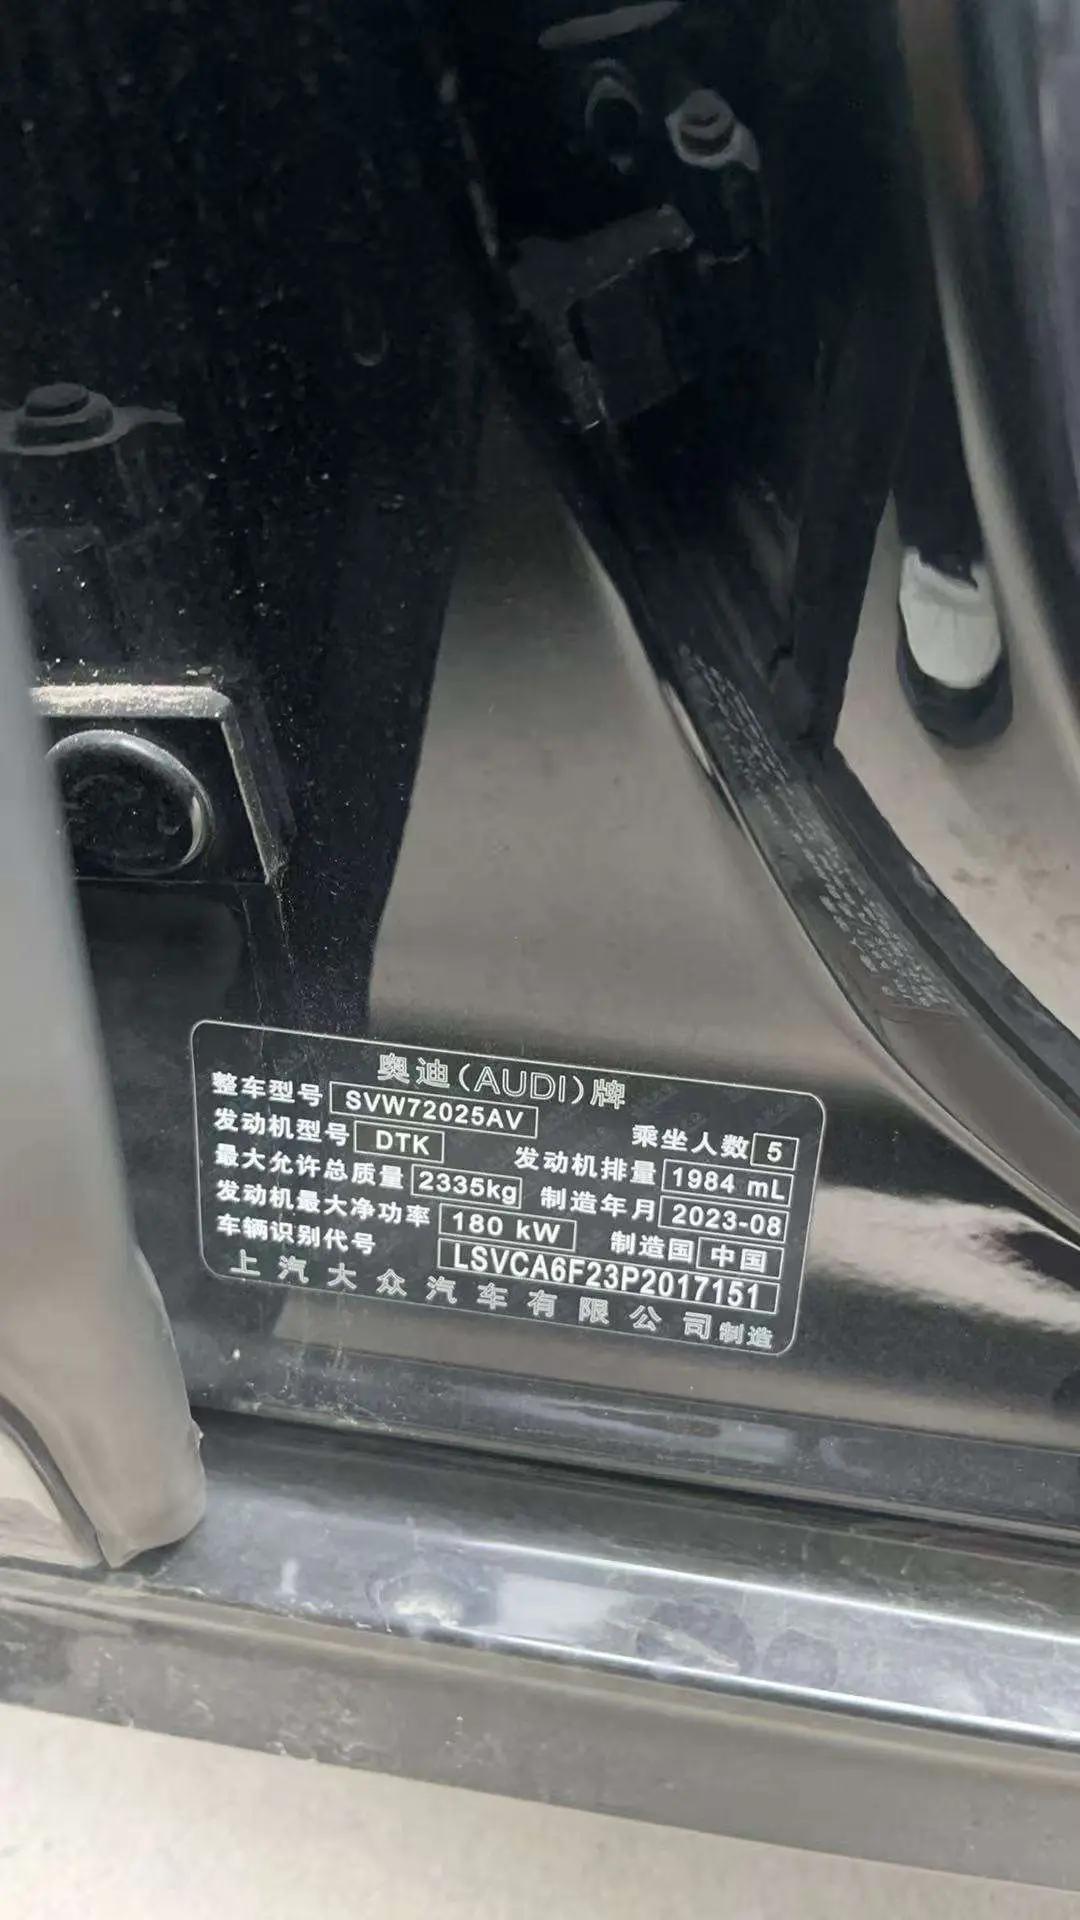 奥迪(AUDI)牌
整车型号 SVW72025AV 乘坐人数 5
发动机型号 DTK 发动机排量 1984 mL
最大允许总质量 2335kg 制造年月 2023-08
发动机最大净功率 180 kW 制造国 中国
车辆识别代号 LSVCA6F23P2017151
上汽大众汽车有限公司制造